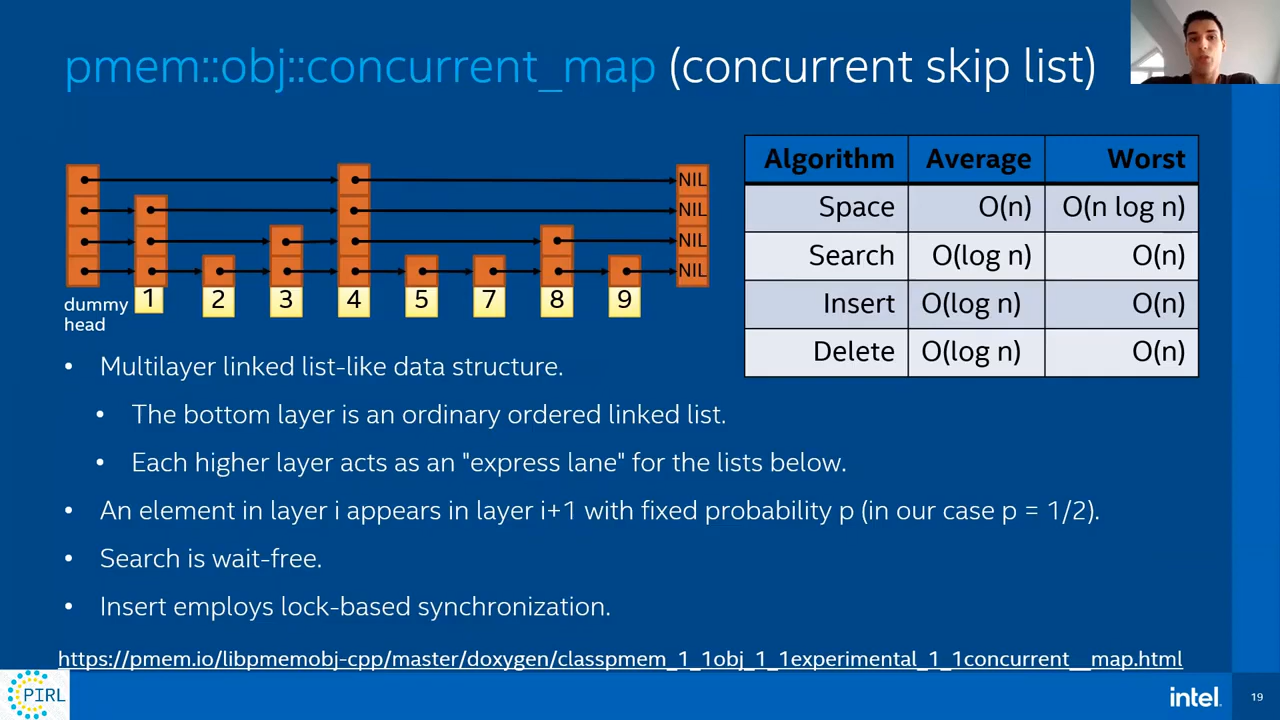 pmem::obj::concurrent_map (concurrent skip list)
NIL
NIL
NIL
NIL
dummy
head
1 2 3 4 5 7 8 9
Algorithm Average Worst
Space O(n) O(n log n)
Search O(log n) O(n)
Insert O(log n) O(n)
Delete O(log n) O(n)
• Multilayer linked list-like data structure.
• The bottom layer is an ordinary ordered linked list.
• Each higher layer acts as an "express lane" for the lists below.
• An element in layer i appears in layer i+1 with fixed probability p (in our case p = 1/2).
• Search is wait-free.
• Insert employs lock-based synchronization.
https://pmem.io/libpmemobj-cpp/master/doxygen/classpmem_1_1obj_1_1experimental_1_1concurrent__map.html
PIRL
intel.
19